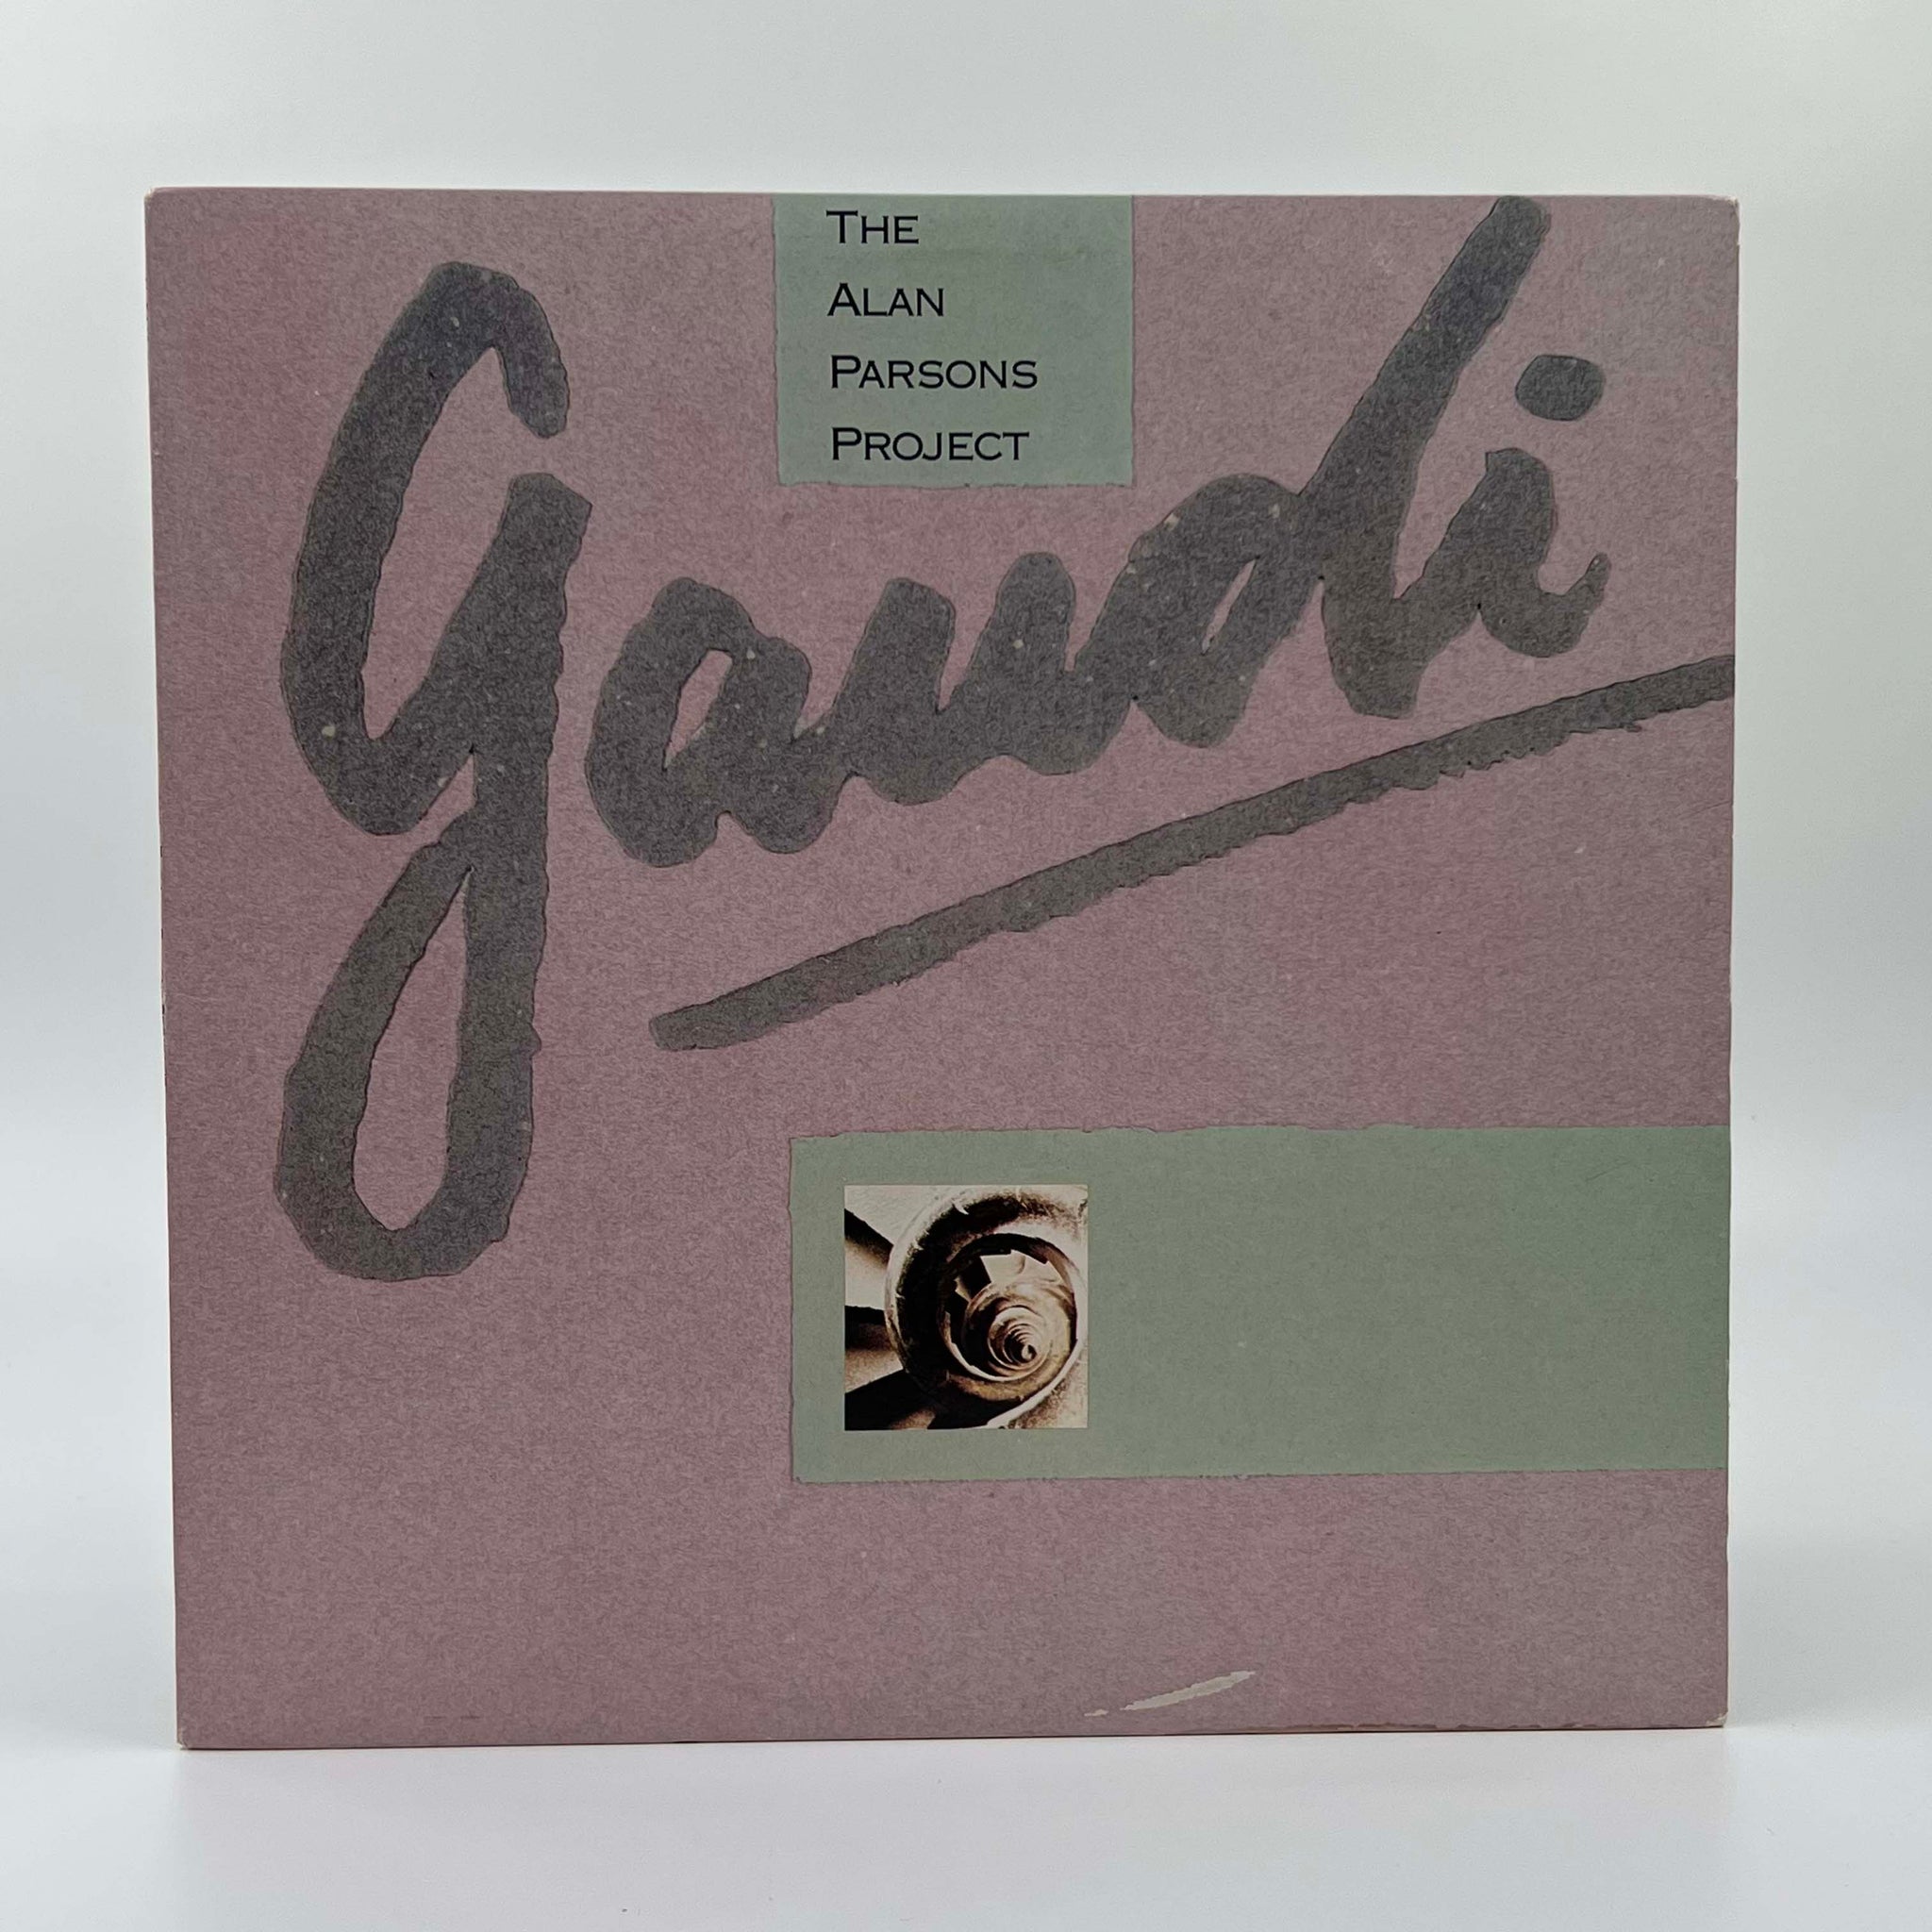 THE
ALAN
PARSONS
PROJECT
gaudi